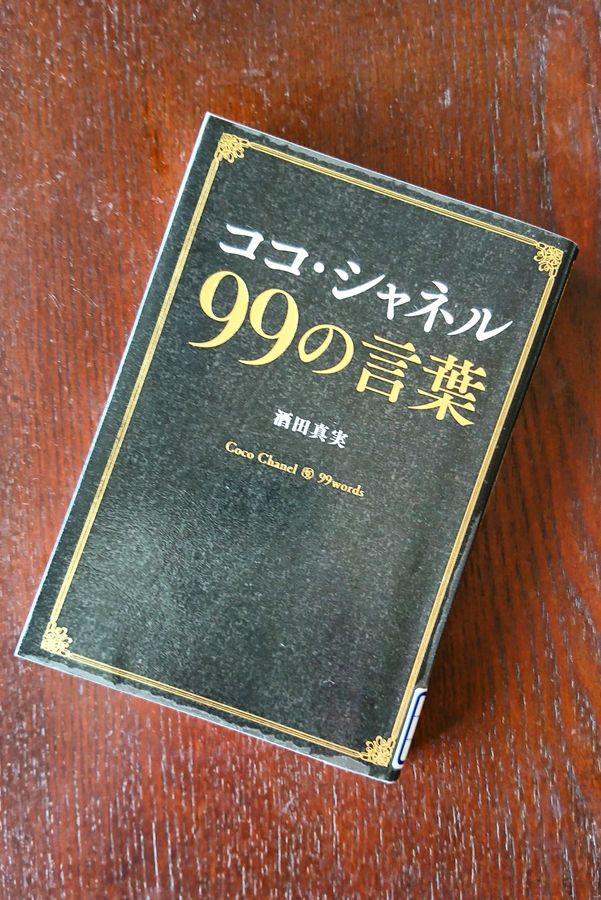 ココ・シャネル
99の言葉
酒田真実
Coco Chanel
99words